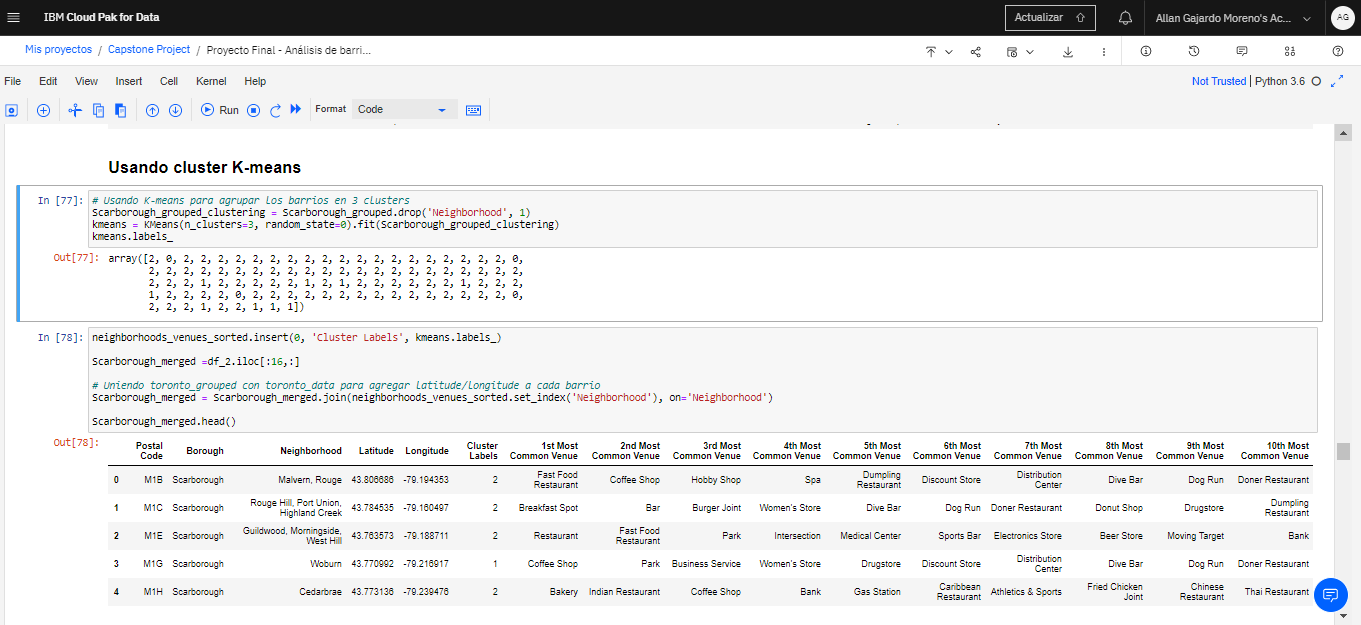 IBM Cloud Pak for Data
Actualizar
Allan Gajardo Moreno's Ac...
AG
Mis proyectos / Capstone Project / Proyecto Final - Análisis de barri...
File Edit View Insert Cell Kernel Help
Not Trusted | Python 3.6
Run
Format
Code
Usando cluster K-means
In [77]:
# Usando K-means para agrupar los barrios en 3 clusters
Scarborough_grouped_clustering = Scarborough_grouped.drop('Neighborhood', 1)
kmeans = KMeans(n_clusters=3, random_state=0).fit(Scarborough_grouped_clustering)
kmeans.labels_
Out[77]:
array([2, 0, 2, 2, 2, 2, 2, 2, 2, 2, 2, 2, 2, 2, 2, 2, 2, 2, 2, 2, 2, 0,
2, 2, 2, 2, 2, 2, 2, 2, 2, 2, 2, 2, 2, 2, 2, 2, 2, 2, 2, 2, 2, 2,
2, 2, 2, 1, 2, 2, 2, 2, 2, 1, 2, 1, 1, 2, 2, 2, 2, 2, 2, 1, 2, 2, 2,
1, 2, 2, 2, 2, 0, 2, 2, 2, 2, 2, 2, 2, 2, 2, 2, 2, 2, 2, 2, 0,
2, 2, 2, 1, 2, 2, 1, 1, 1])
In [78]:
neighborhoods_venues_sorted.insert(0, 'Cluster Labels', kmeans.labels_)
Scarborough_merged =df_2.iloc[:16,:]
# Uniendo toronto_grouped con toronto_data para agregar latitude/longitude a cada barrio
Scarborough_merged = Scarborough_merged.join(neighborhoods_venues_sorted.set_index('Neighborhood'), on='Neighborhood')
Scarborough_merged.head()
Out[78]:
Postal Code Borough Neighborhood Latitude Longitude Cluster Labels 1st Most Common Venue 2nd Most Common Venue 3rd Most Common Venue 4th Most Common Venue 5th Most Common Venue 6th Most Common Venue 7th Most Common Venue 8th Most Common Venue 9th Most Common Venue 10th Most Common Venue
0 M1B Scarborough Malvern, Rouge 43.806686 -79.194353 2 Fast Food Restaurant Coffee Shop Hobby Shop Spa Dumpling Restaurant Discount Store Distribution Center Dive Bar Dog Run Doner Restaurant
1 M1C Scarborough Rouge Hill, Port Union, Highland Creek 43.784535 -79.160497 2 Breakfast Spot Bar Burger Joint Women's Store Dive Bar Dog Run Doner Restaurant Donut Shop Drugstore Dumpling Restaurant
2 M1E Scarborough Guildwood, Morningside, West Hill 43.763573 -79.188711 2 Restaurant Fast Food Restaurant Park Intersection Medical Center Sports Bar Electronics Store Beer Store Moving Target Bank
3 M1G Scarborough Woburn 43.770992 -79.216917 1 Coffee Shop Park Business Service Women's Store Drugstore Discount Store Distribution Center Dive Bar Dog Run Doner Restaurant
4 M1H Scarborough Cedarbrae 43.773136 -79.239476 2 Bakery Indian Restaurant Coffee Shop Bank Gas Station Caribbean Restaurant Athletics & Sports Fried Chicken Joint Chinese Restaurant Thai Restaurant